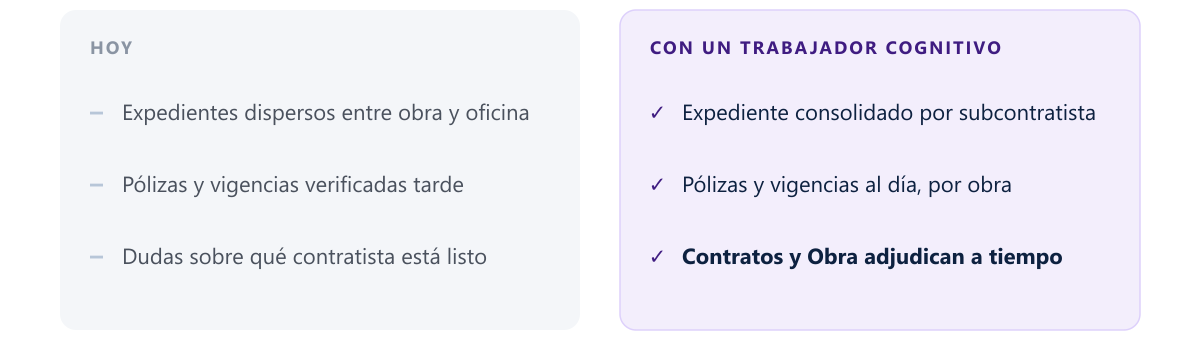 HOY
– Expedientes dispersos entre obra y oficina
– Pólizas y vigencias verificadas tarde
– Dudas sobre qué contratista está listo
CON UN TRABAJADOR COGNITIVO
✓ Expediente consolidado por subcontratista
✓ Pólizas y vigencias al día, por obra
✓ Contratos y Obra adjudican a tiempo